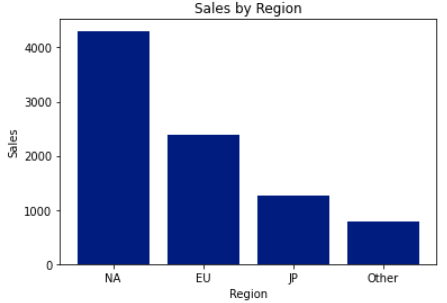 Sales by Region
4000
3000
2000
1000
0
Sales
NA EU JP Other
Region